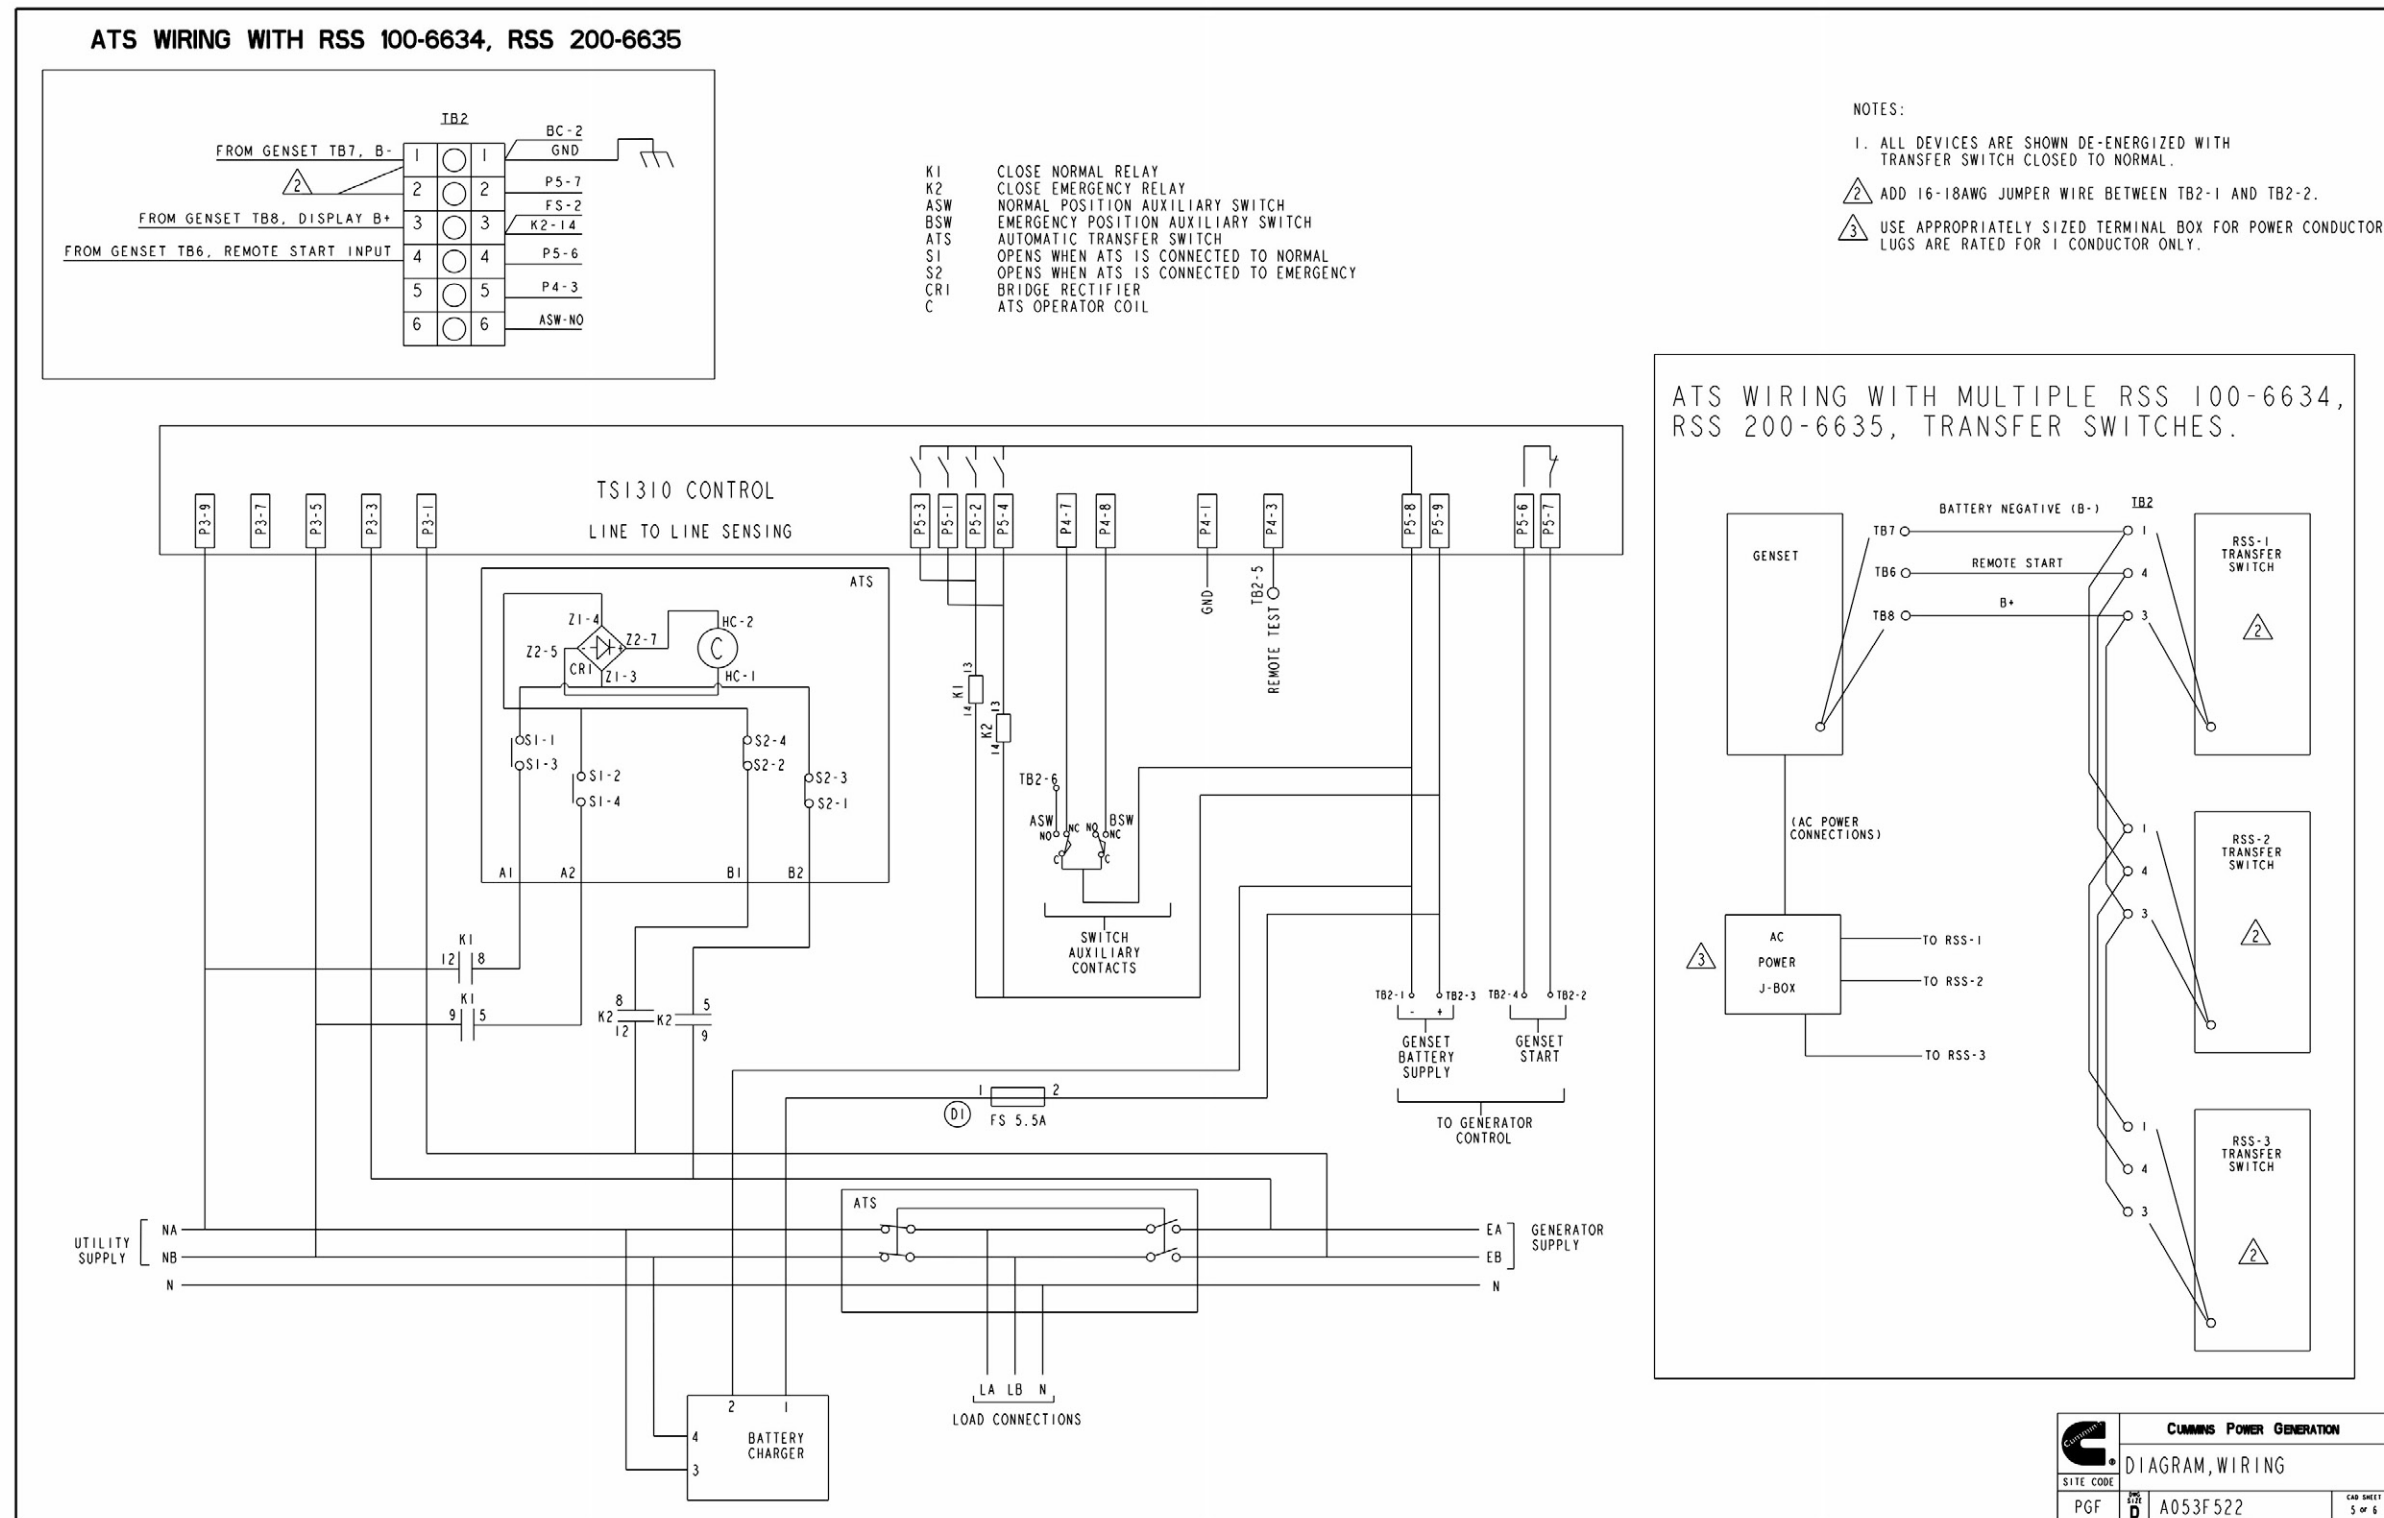 ATS WIRING WITH RSS 100-6634, RSS 200-6635
TB2
FROM GENSET TB7, B-
1
1
BC-2
GND
2
2
2
P5-7
FROM GENSET TB8, DISPLAY B+
3
3
FS-2
K2-14
FROM GENSET TB6, REMOTE START INPUT
4
4
P5-6
5
5
P4-3
6
6
ASW-NO
K1 CLOSE NORMAL RELAY
K2 CLOSE EMERGENCY RELAY
ASW NORMAL POSITION AUXILIARY SWITCH
BSW EMERGENCY POSITION AUXILIARY SWITCH
ATS AUTOMATIC TRANSFER SWITCH
S1 OPENS WHEN ATS IS CONNECTED TO NORMAL
S2 OPENS WHEN ATS IS CONNECTED TO EMERGENCY
CR1 BRIDGE RECTIFIER
C ATS OPERATOR COIL
NOTES:
1. ALL DEVICES ARE SHOWN DE-ENERGIZED WITH
TRANSFER SWITCH CLOSED TO NORMAL.
2 ADD 16-18AWG JUMPER WIRE BETWEEN TB2-1 AND TB2-2.
3 USE APPROPRIATELY SIZED TERMINAL BOX FOR POWER CONDUCTOR
LUGS ARE RATED FOR 1 CONDUCTOR ONLY.
TS1310 CONTROL
LINE TO LINE SENSING
P3-9
P3-7
P3-5
P3-3
P3-1
P5-3
P5-1
P5-2
P5-4
P4-7
P4-8
P4-1
P4-3
P5-8
P5-9
P5-6
P5-7
ATS
Z1-4
Z2-7
HC-2
C
Z2-5
- +
CR1
Z1-3
HC-1
S1-1
S1-3
S1-2
S1-4
S2-4
S2-2
S2-3
S2-1
A1
A2
B1
B2
13
K1
14
13
K2
14
GND
TB2-5
REMOTE TEST
TB2-6
ASW
NO
NC
C
BSW
NO
NC
C
SWITCH
AUXILIARY
CONTACTS
K1
12
8
K1
9
5
8
K2
12
5
K2
9
TB2-1
TB2-3
- +
GENSET
BATTERY
SUPPLY
TB2-4
TB2-2
GENSET
START
TO GENERATOR
CONTROL
1
2
D1
FS 5.5A
ATS
UTILITY
SUPPLY
NA
NB
N
EA
EB
N
GENERATOR
SUPPLY
LA LB N
LOAD CONNECTIONS
2
1
4
3
BATTERY
CHARGER
ATS WIRING WITH MULTIPLE RSS 100-6634,
RSS 200-6635, TRANSFER SWITCHES.
GENSET
BATTERY NEGATIVE (B-)
TB2
TB7
1
REMOTE START
TB6
4
B+
TB8
3
RSS-1
TRANSFER
SWITCH
2
(AC POWER
CONNECTIONS)
1
4
3
RSS-2
TRANSFER
SWITCH
2
3
AC
POWER
J-BOX
TO RSS-1
TO RSS-2
TO RSS-3
1
4
3
RSS-3
TRANSFER
SWITCH
2
Cummins
CUMMINS POWER GENERATION
DIAGRAM,WIRING
SITE CODE
PGF
DWG
SIZE
D
A053F522
CAD SHEET
5 OF 6